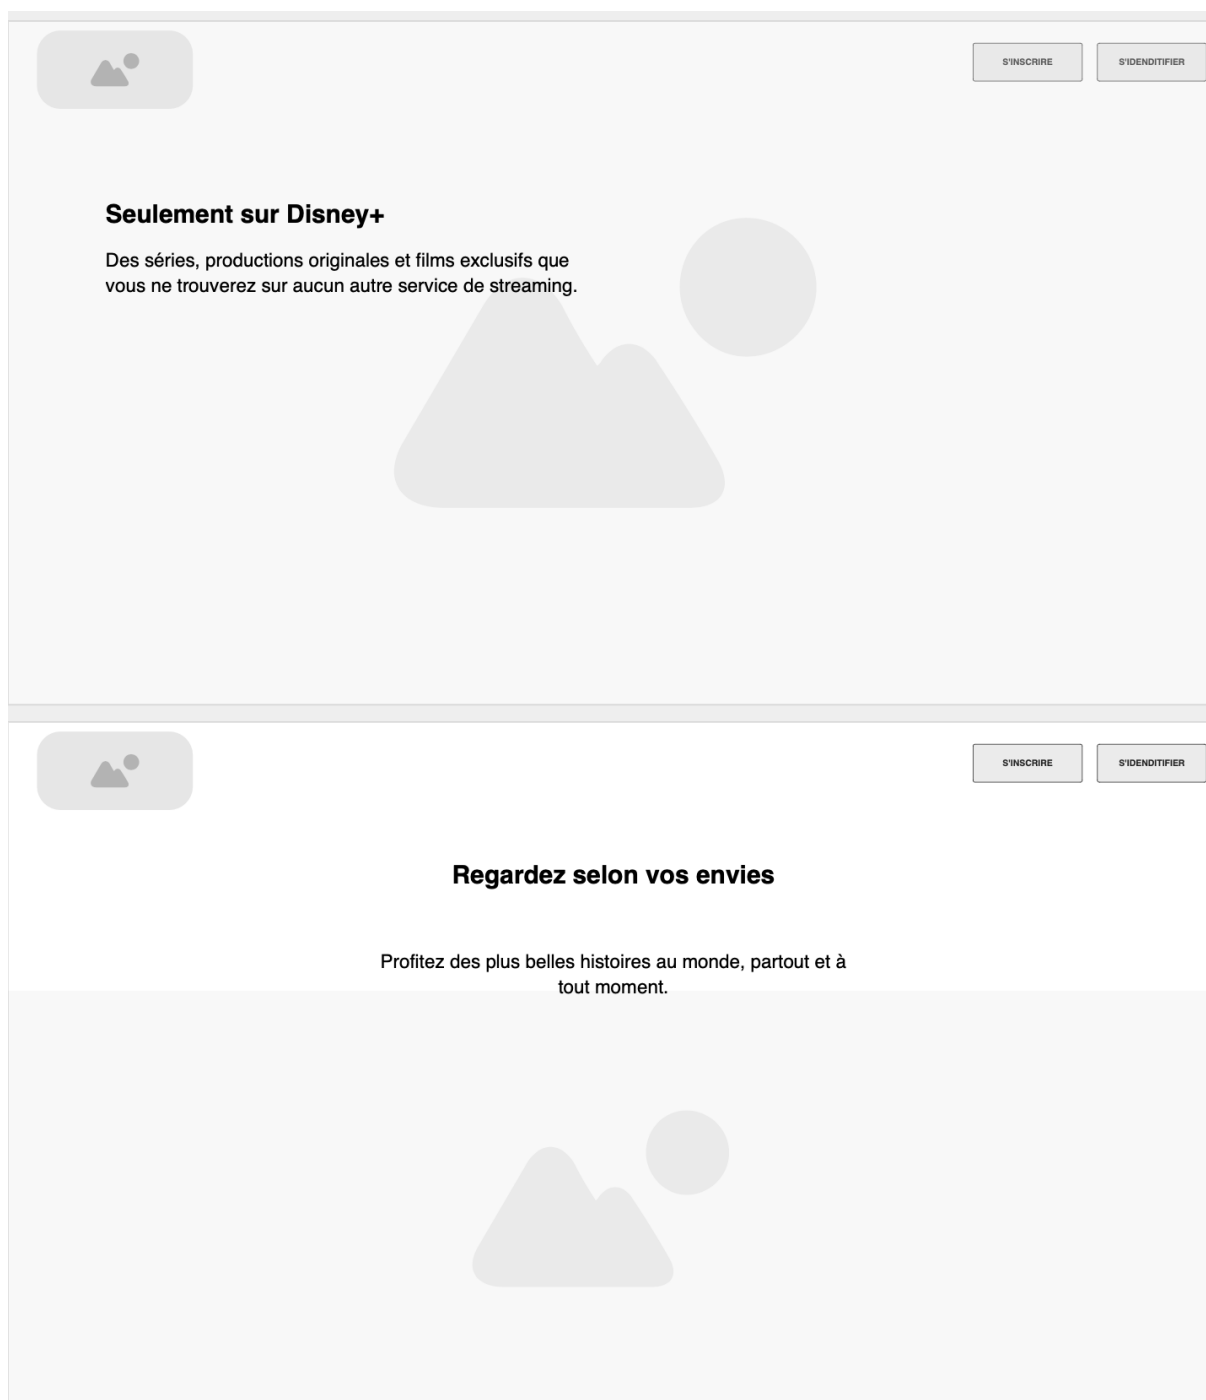 S'INSCRIRE
S'IDENDITIFIER
Seulement sur Disney+
Des séries, productions originales et films exclusifs que
vous ne trouverez sur aucun autre service de streaming.
S'INSCRIRE
S'IDENDITIFIER
Regardez selon vos envies
Profitez des plus belles histoires au monde, partout et à
tout moment.